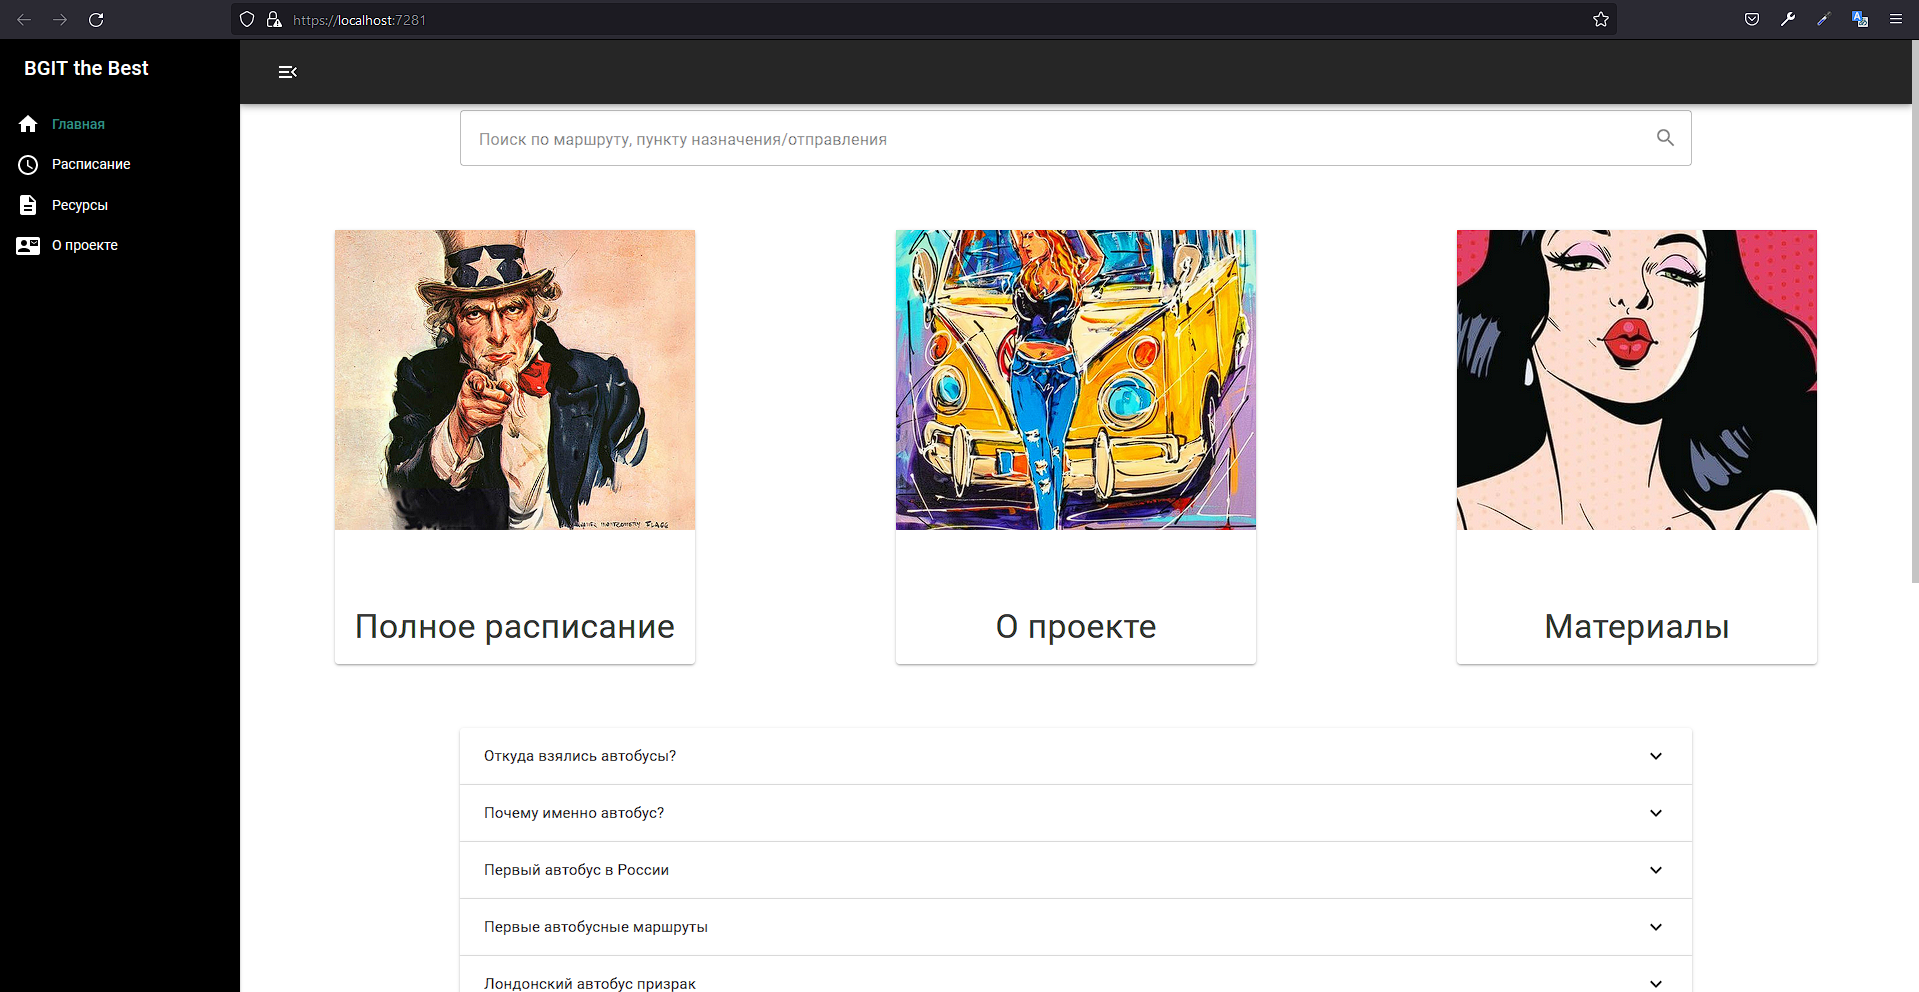 https://localhost:7281
BGIT the Best
Главная
Расписание
Ресурсы
О проекте
Поиск по маршруту, пункту назначения/отправления
Полное расписание
О проекте
Материалы
Откуда взялись автобусы?
Почему именно автобус?
Первый автобус в России
Первые автобусные маршруты
Лондонский автобус призрак